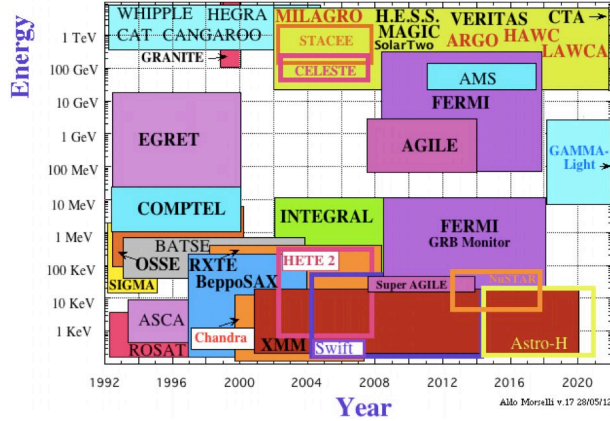 Energy
WHIPPLE HEGRA
CAT CANGAROO
GRANITE
MILAGRO
STACEE
CELESTE
H.E.S.S.
MAGIC
SolarTwo
VERITAS
CTA
ARGO HAWC
LAWCA
AMS
FERMI
EGRET
AGILE
GAMMA-
Light
COMPTEL
INTEGRAL
FERMI
GRB Monitor
BATSE
OSSE
SIGMA
RXTE
BeppoSAX
HETE 2
Super AGILE
NuSTAR
ASCA
ROSAT
Chandra
XMM
Swift
Astro-H
1 TeV
100 GeV
10 GeV
1 GeV
100 MeV
10 MeV
1 MeV
100 KeV
10 KeV
1 KeV
1992 1996 2000 2004 2008 2012 2016 2020
Year
Aldo Morselli v.17 28/05/12